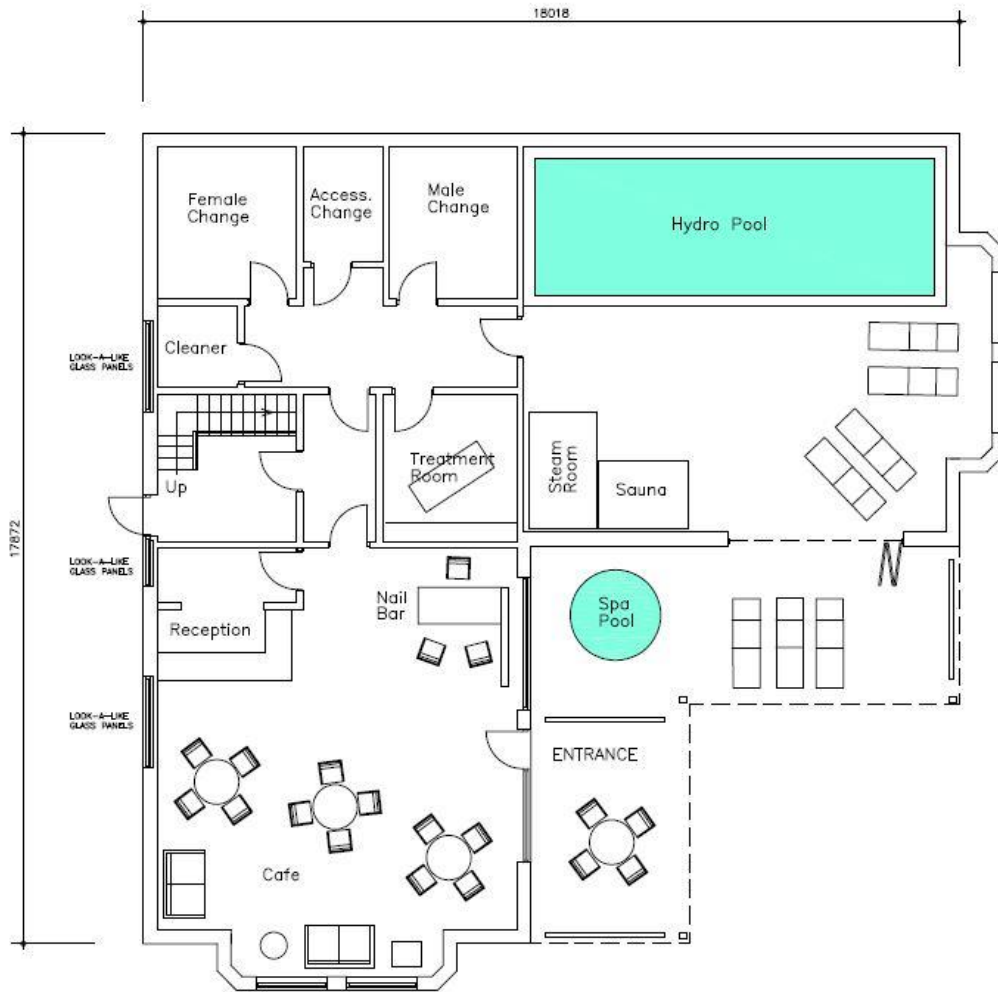 18018
17872
Female
Change
Access.
Change
Male
Change
Hydro Pool
Cleaner
LOOK-A-LIKE
GLASS PANELS
Up
Treatment
Room
Steam
Room
Sauna
LOOK-A-LIKE
GLASS PANELS
Nail
Bar
Spa
Pool
Reception
LOOK-A-LIKE
GLASS PANELS
ENTRANCE
Cafe